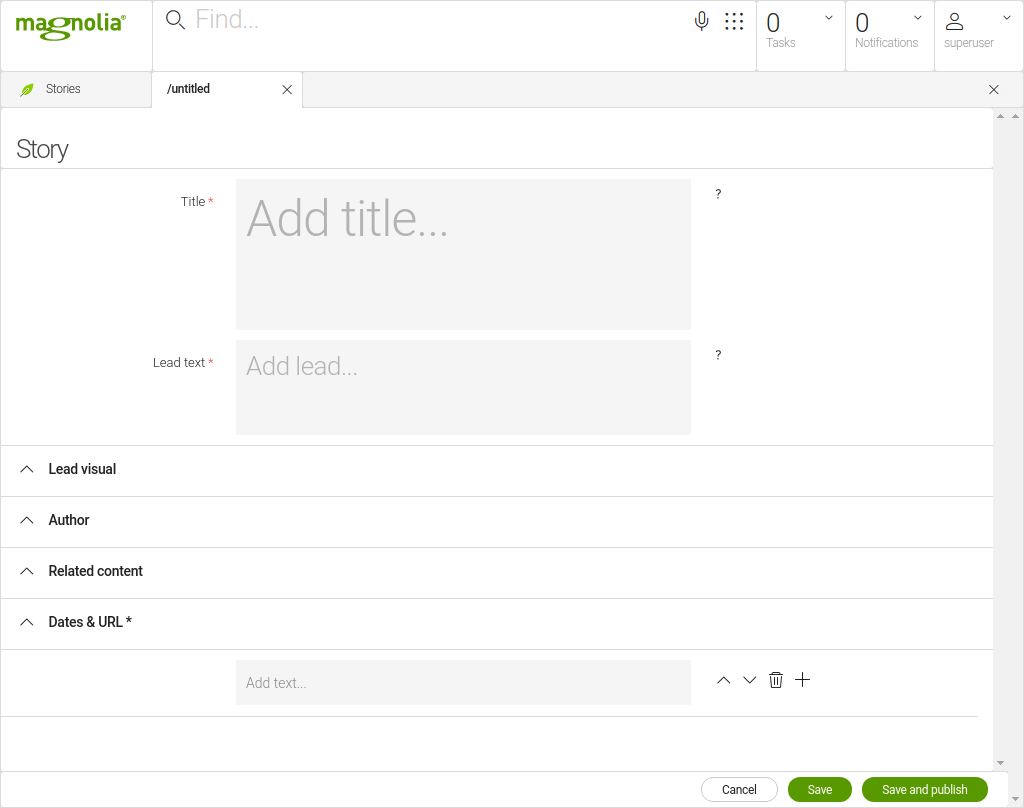 magnolia®
Find...
0
Tasks
0
Notifications
superuser
Stories
/untitled
Story
Title *
Add title...
?
Lead text *
Add lead...
?
Lead visual
Author
Related content
Dates & URL *
Add text...
Cancel
Save
Save and publish